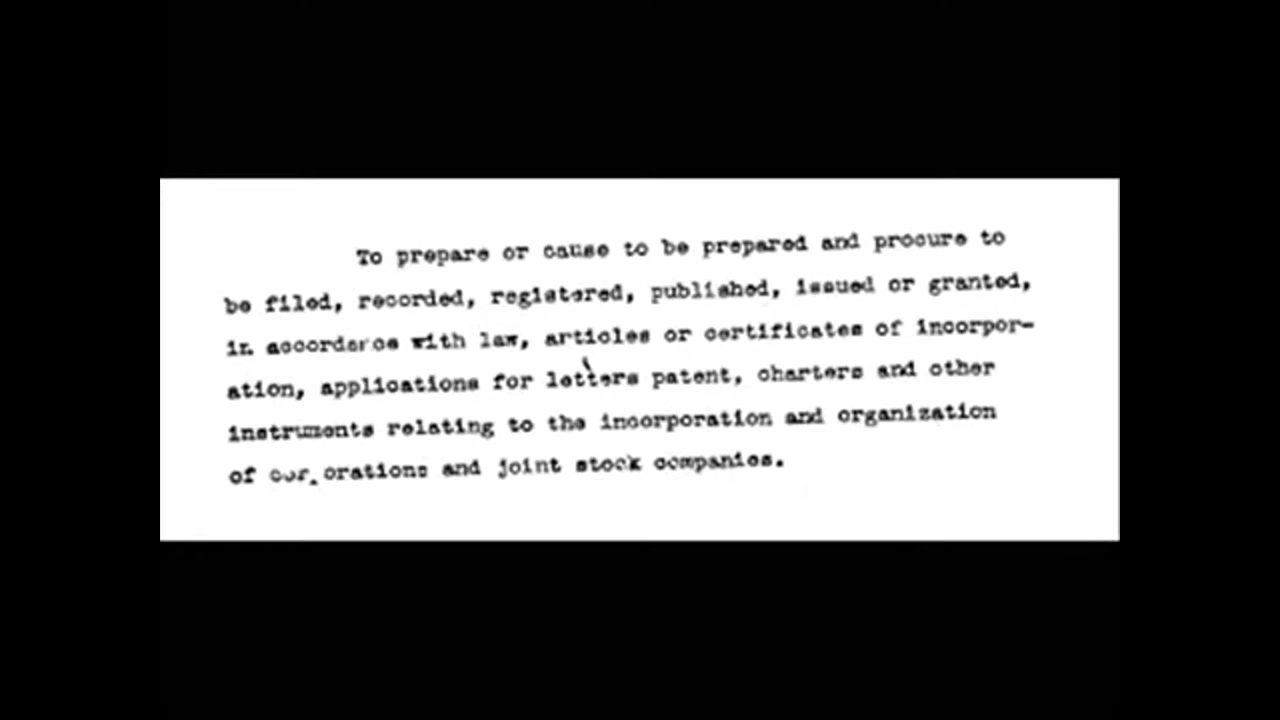 To prepare or cause to be prepared and procure to
be filed, recorded, registered, published, issued or granted,
in accordance with law, articles or certificates of incorpor-
ation, applications for letters patent, charters and other
instruments relating to the incorporation and organization
of corporations and joint stock companies.